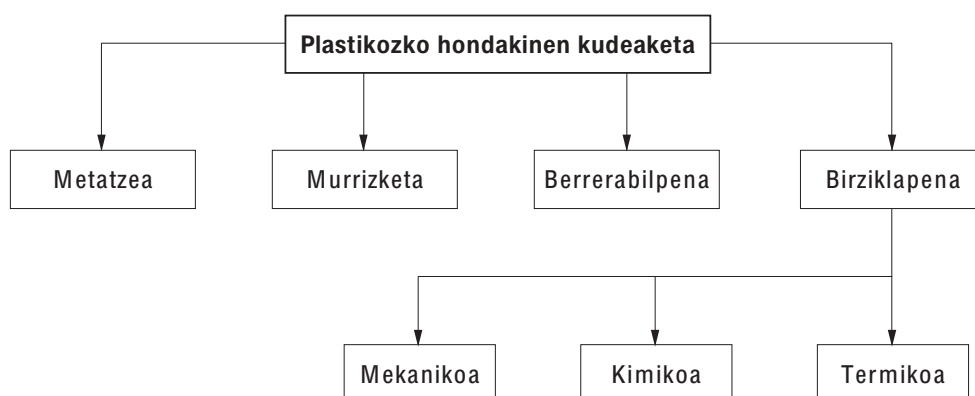 Plastikozko hondakinen kudeaketa
Metatzea
Murrizketa
Berrerabilpena
Birziklapena
Mekanikoa
Kimikoa
Termikoa